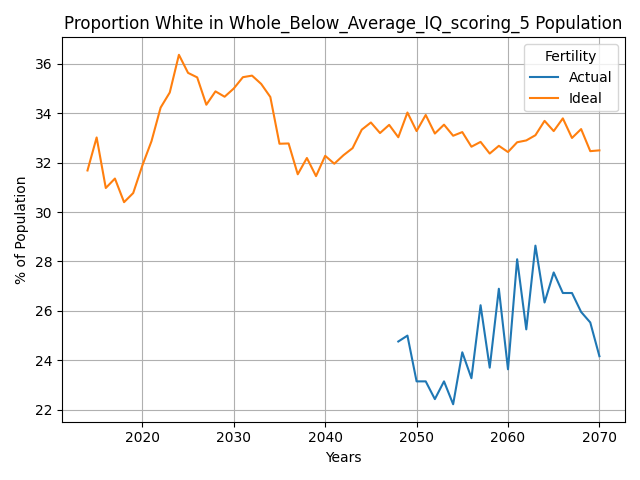 Proportion White in Whole_Below_Average_IQ_scoring_5 Population
Fertility
Actual
Ideal
% of Population
36
34
32
30
28
26
24
22
2020
2030
2040
2050
2060
2070
Years